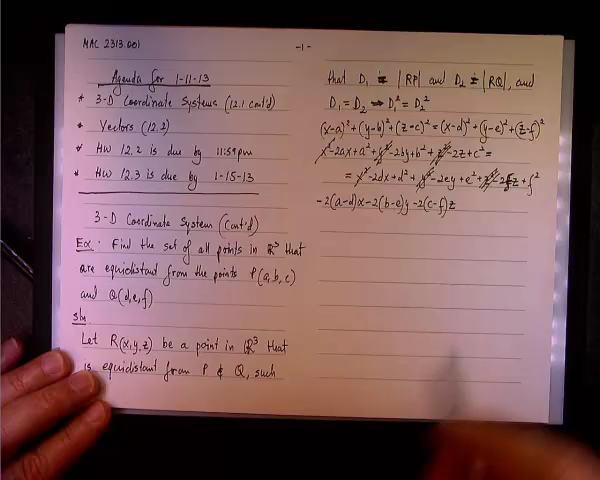 MAC 2313.001
-1-
Agenda for 1-11-13
* 3-D Coordinate Systems (12.1 cont'd)
* Vectors (12.2)
* HW 12.2 is due by 11:59pm
* HW 12.3 is due by 1-15-13
3-D Coordinate System (cont'd)
Ex: Find the set of all points in ℝ³ that
are equidistant from the points P(a,b,c)
and Q(d,e,f)
Sln
Let R(x,y,z) be a point in ℝ³ that
is equidistant from P & Q, such
that D₁ = |RP| and D₂ = |RQ|, and
D₁ = D₂ ⇒ D₁² = D₂²
(x-a)²+(y-b)²+(z-c)² = (x-d)²+(y-e)²+(z-f)²
x²-2ax+a²+y²-2by+b²+z²-2z+c² =
= x²-2dx+d²+y²-2ey+e²+z²-2fz+f²
-2(a-d)x-2(b-e)y-2(c-f)z